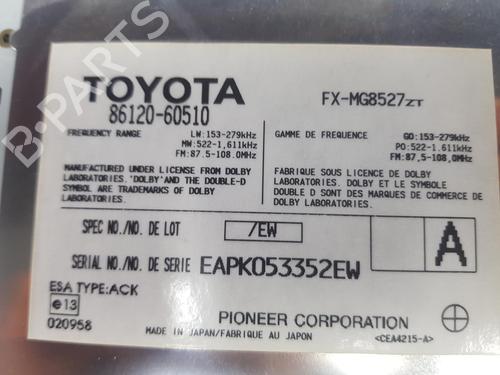 TOYOTA
86120-60510
FX-MG8527ZT
FREQUENCY RANGE LW:153-279kHz
MW:522-1,611kHz
FM:87.5-108.0MHz
GAMME DE FREQUENCE GO:153-279kHz
PO:522-1.611kHz
FM:87.5-108.0MHz
MANUFACTURED UNDER LICENSE FROM DOLBY
LABORATORIES. 'DOLBY' AND THE DOUBLE-D
SYMBOL ARE TRADEMARKS OF DOLBY
LABORATORIES.
FABRIQUE SOUS LICENCE DE DOLBY
LABORATORIES. DOLBY ET LE SYMBOLE
DOUBLE D SONT DES MARQUES DE COMMERCE DE
DOLBY LABORATORIES.
SPEC NO./NO. DE LOT /EW
A
SERIAL NO./NO. DE SERIE EAPK053352EW
ESA TYPE:ACK
e13
020958
PIONEER CORPORATION
MADE IN JAPAN/FABRIQUE AU JAPON
<CEA4215-A>